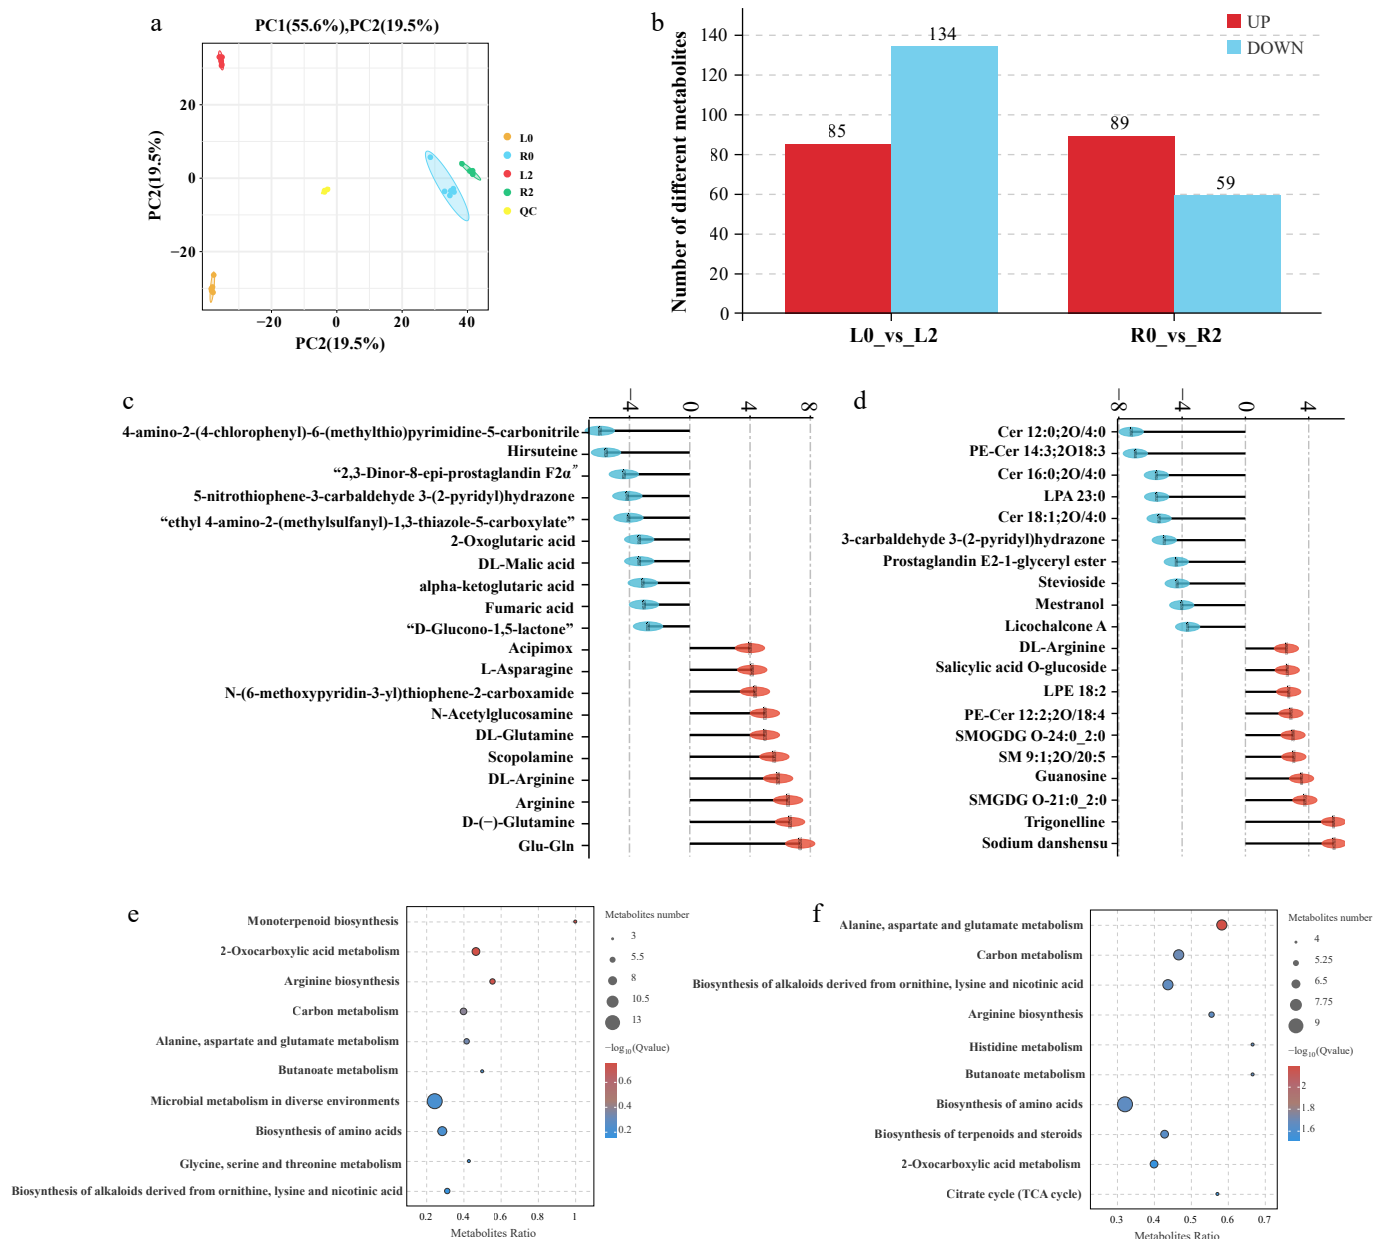 a
PC1(55.6%),PC2(19.5%)
20
0
−20
PC2(19.5%)
−20
0
20
40
PC2(19.5%)
L0
R0
L2
R2
QC
b
Number of different metabolites
140
120
100
80
60
40
20
0
85
134
89
59
UP
DOWN
L0_vs_L2
R0_vs_R2
c
−4
0
4
8
4-amino-2-(4-chlorophenyl)-6-(methylthio)pyrimidine-5-carbonitrile
Hirsuteine
“2,3-Dinor-8-epi-prostaglandin F2α”
5-nitrothiophene-3-carbaldehyde 3-(2-pyridyl)hydrazone
“ethyl 4-amino-2-(methylsulfanyl)-1,3-thiazole-5-carboxylate”
2-Oxoglutaric acid
DL-Malic acid
alpha-ketoglutaric acid
Fumaric acid
“D-Glucono-1,5-lactone”
Acipimox
L-Asparagine
N-(6-methoxypyridin-3-yl)thiophene-2-carboxamide
N-Acetylglucosamine
DL-Glutamine
Scopolamine
DL-Arginine
Arginine
D-(−)-Glutamine
Glu-Gln
d
−8
−4
0
4
Cer 12:0;2O/4:0
PE-Cer 14:3;2O18:3
Cer 16:0;2O/4:0
LPA 23:0
Cer 18:1;2O/4:0
3-carbaldehyde 3-(2-pyridyl)hydrazone
Prostaglandin E2-1-glyceryl ester
Stevioside
Mestranol
Licochalcone A
DL-Arginine
Salicylic acid O-glucoside
LPE 18:2
PE-Cer 12:2;2O/18:4
SMOGDG O-24:0_2:0
SM 9:1;2O/20:5
Guanosine
SMGDG O-21:0_2:0
Trigonelline
Sodium danshensu
e
Monoterpenoid biosynthesis
2-Oxocarboxylic acid metabolism
Arginine biosynthesis
Carbon metabolism
Alanine, aspartate and glutamate metabolism
Butanoate metabolism
Microbial metabolism in diverse environments
Biosynthesis of amino acids
Glycine, serine and threonine metabolism
Biosynthesis of alkaloids derived from ornithine, lysine and nicotinic acid
0.2
0.4
0.6
0.8
1
Metabolites Ratio
Metabolites number
3
5.5
8
10.5
13
−log10(Qvalue)
0.6
0.4
0.2
f
Alanine, aspartate and glutamate metabolism
Carbon metabolism
Biosynthesis of alkaloids derived from ornithine, lysine and nicotinic acid
Arginine biosynthesis
Histidine metabolism
Butanoate metabolism
Biosynthesis of amino acids
Biosynthesis of terpenoids and steroids
2-Oxocarboxylic acid metabolism
Citrate cycle (TCA cycle)
0.3
0.4
0.5
0.6
0.7
Metabolites Ratio
Metabolites number
4
5.25
6.5
7.75
9
−log10(Qvalue)
2
1.8
1.6